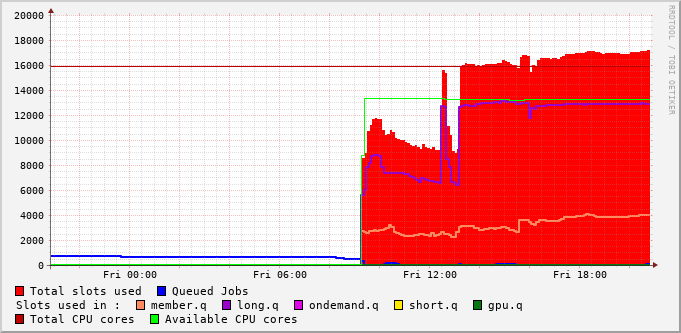 20000
18000
16000
14000
12000
10000
8000
6000
4000
2000
0
Fri 00:00 Fri 06:00 Fri 12:00 Fri 18:00
Total slots used Queued Jobs
Slots used in : member.q long.q ondemand.q short.q gpu.q
Total CPU cores Available CPU cores
RRDTOOL / TOBI OETIKER